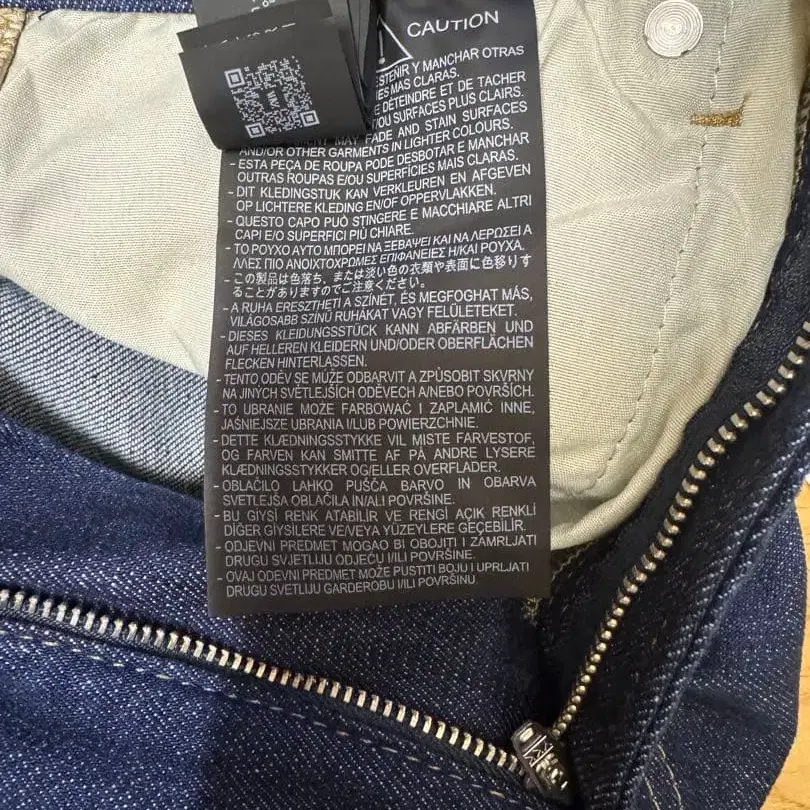 CAUTION
Y MANCHAR OTRAS
MAS CLARAS.
DÉTEINDRE ET DE TACHER
SURFACES PLUS CLAIRS.
MAY FADE AND STAIN SURFACES
AND/OR OTHER GARMENTS IN LIGHTER COLOURS.
- ESTA PEÇA DE ROUPA PODE DESBOTAR E MANCHAR
OUTRAS ROUPAS E/OU SUPERFÍCIES MAIS CLARAS.
- DIT KLEDINGSTUK KAN VERKLEUREN EN AFGEVEN
OP LICHTERE KLEDING EN/OF OPPERVLAKKEN.
- QUESTO CAPO PUÒ STINGERE E MACCHIARE ALTRI
CAPI E/O SUPERFICI PIÙ CHIARE.
- ΤΟ ΡΟΥΧΟ ΑΥΤΟ ΜΠΟΡΕΙ ΝΑ ΞΕΒΑΨΕΙ ΚΑΙ ΝΑ ΛΕΡΩΣΕΙ Α
ΛΛΕΣ ΠΙΟ ΑΝΟΙΧΤΟΧΡΩΜΕΣ ΕΠΙΦΑΝΕΙΕΣ Η/ΚΑΙ ΡΟΥΧΑ.
- この製品は色落ち、または淡い色の衣類や表面に色移りす
ることがありますのでご注意ください。
- A RUHA ERESZTHETI A SZÍNÉT, ÉS MEGFOGHAT MÁS,
VILÁGOSABB SZÍNŰ RUHÁKAT VAGY FELÜLETEKET.
- DIESES KLEIDUNGSSTÜCK KANN ABFÄRBEN UND
AUF HELLEREN KLEIDERN UND/ODER OBERFLÄCHEN
FLECKEN HINTERLASSEN.
- TENTO ODĚV SE MŮŽE ODBARVIT A ZPŮSOBIT SKVRNY
NA JINÝCH SVĚTLEJŠÍCH ODĚVECH A/NEBO POVRŠÍCH.
- TO UBRANIE MOŻE FARBOWAĆ I ZAPLAMIĆ INNE,
JAŚNIEJSZE UBRANIA I/LUB POWIERZCHNIE.
- DETTE KLÆDNINGSSTYKKE VIL MISTE FARVESTOF,
OG FARVEN KAN SMITTE AF PÅ ANDRE LYSERE
KLÆDNINGSSTYKKER OG/ELLER OVERFLADER.
- OBLAČILO LAHKO PUŠČA BARVO IN OBARVA
SVETLEJŠA OBLAČILA IN/ALI POVRŠINE.
- BU GİYSİ RENK ATABİLİR VE RENGİ AÇIK RENKLİ
DİĞER GİYSİLERE VE/VEYA YÜZEYLERE GEÇEBİLİR.
- ODJEVNI PREDMET MOGAO BI OBOJITI I ZAMRLJATI
DRUGU SVJETLIJU ODJEĆU I/ILI POVRŠINE.
- OVAJ ODEVNI PREDMET MOŽE PUSTITI BOJU I UPRLJATI
DRUGU SVETLIJU GARDEROBU I/ILI POVRŠINU.